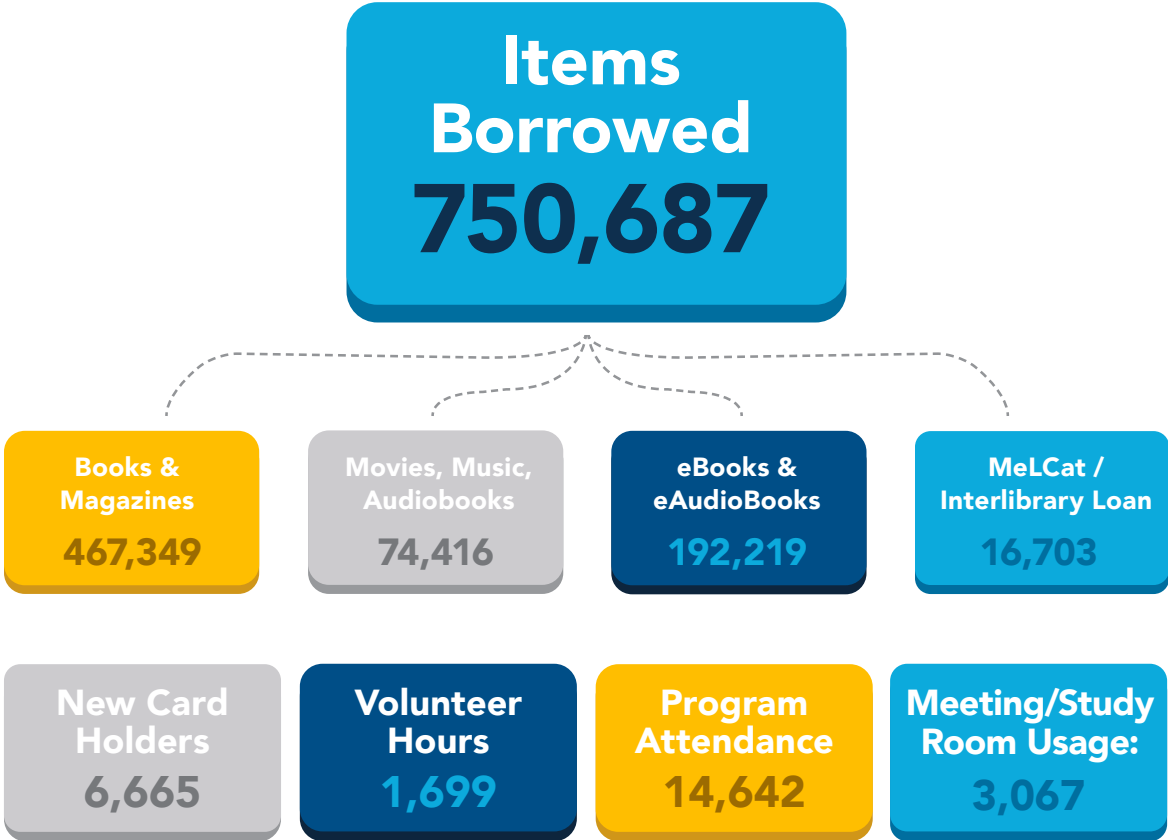 Items
Borrowed
750,687
Books &
Magazines
467,349
Movies, Music,
Audiobooks
74,416
eBooks &
eAudioBooks
192,219
MeLCat /
Interlibrary Loan
16,703
New Card
Holders
6,665
Volunteer
Hours
1,699
Program
Attendance
14,642
Meeting/Study
Room Usage:
3,067